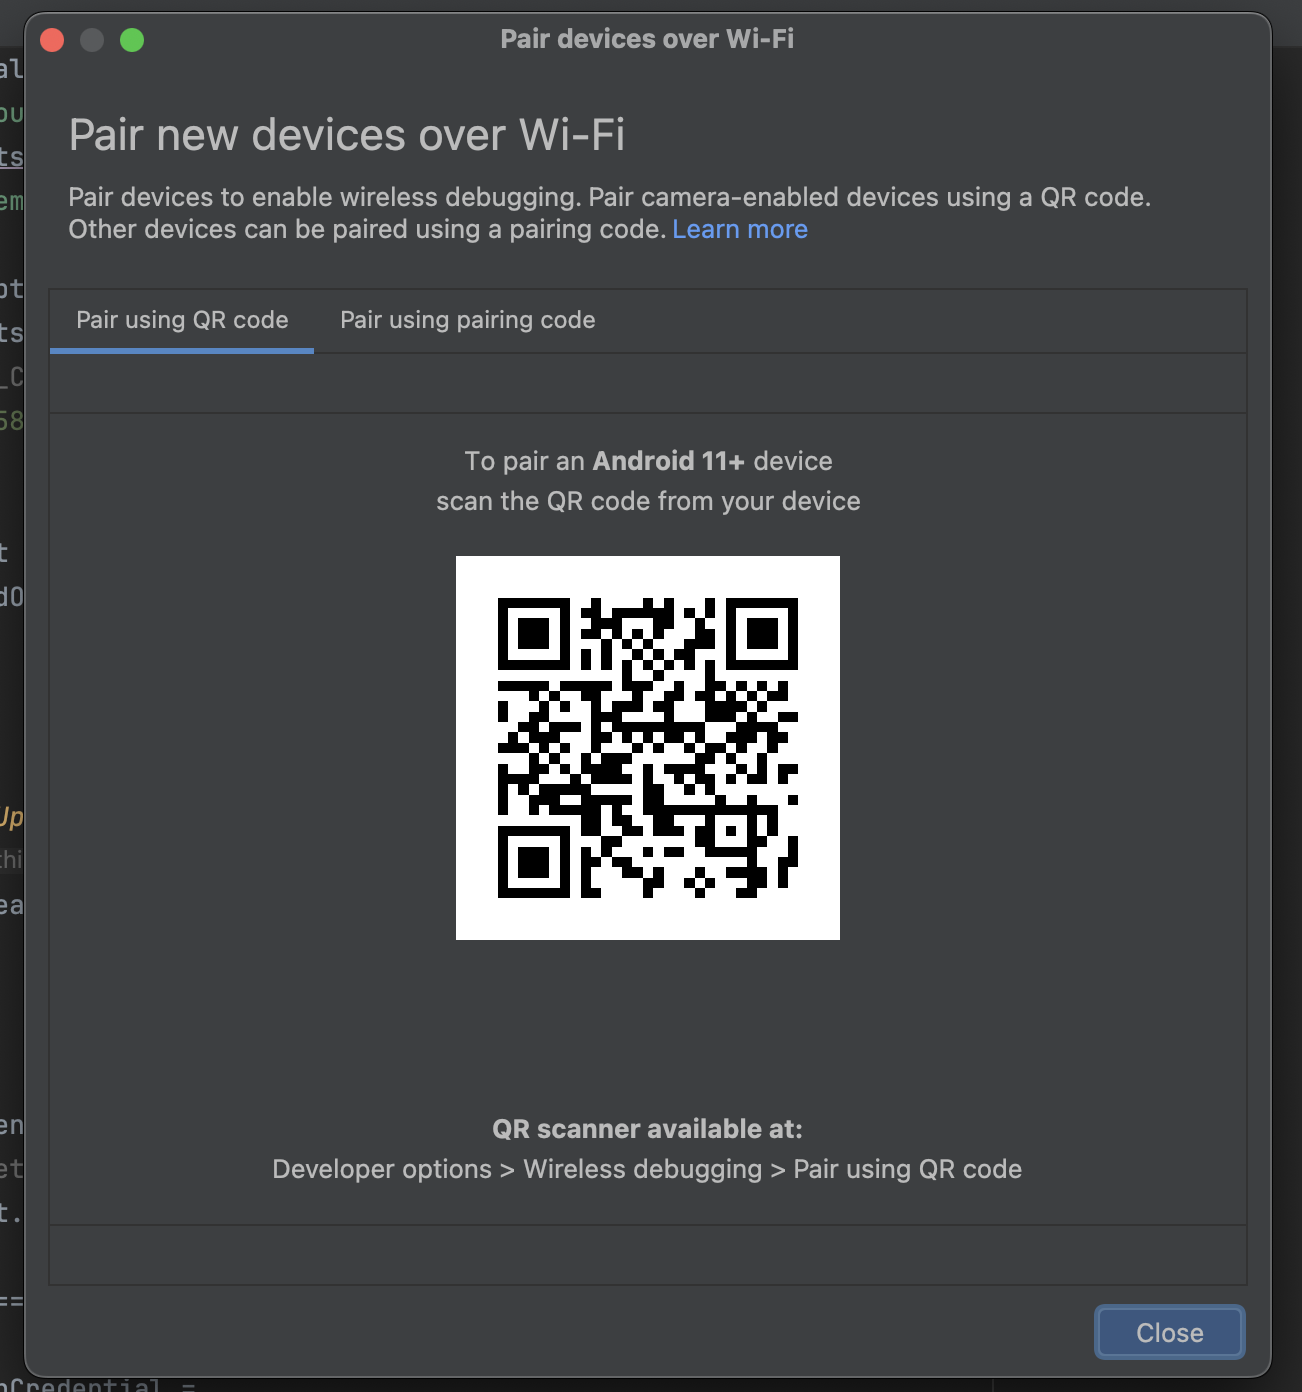 Pair devices over Wi-Fi
Pair new devices over Wi-Fi
Pair devices to enable wireless debugging. Pair camera-enabled devices using a QR code.
Other devices can be paired using a pairing code. Learn more
Pair using QR code
Pair using pairing code
To pair an Android 11+ device
scan the QR code from your device
QR scanner available at:
Developer options > Wireless debugging > Pair using QR code
Close